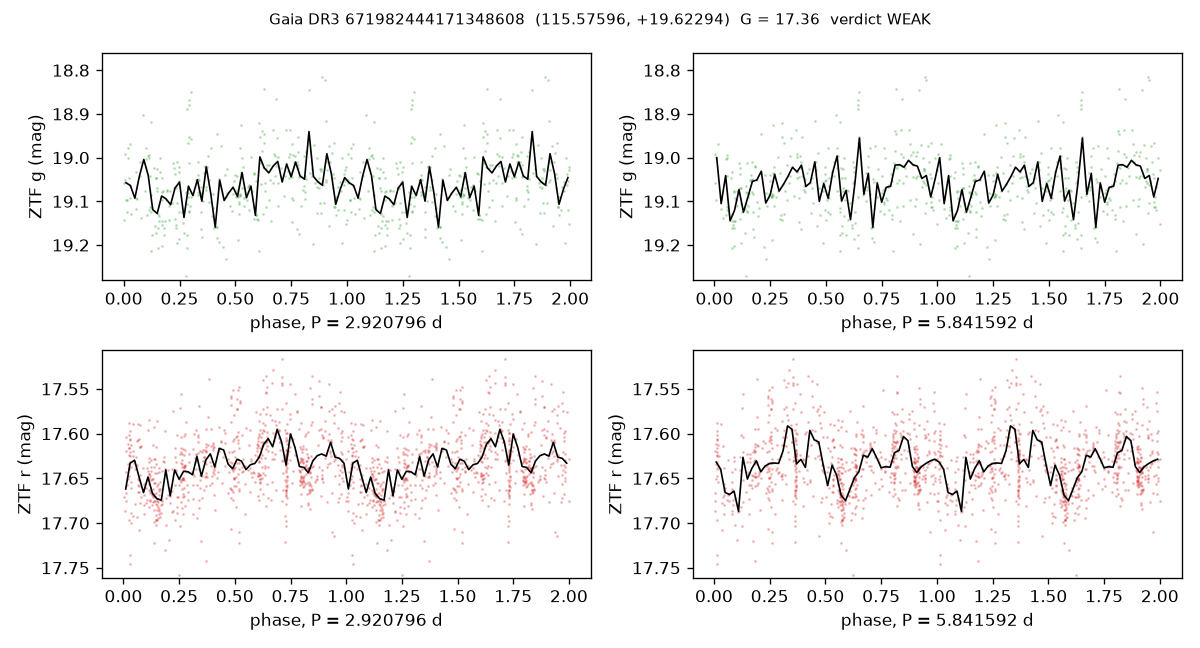 Gaia DR3 671982444171348608  (115.57596, +19.62294)  G = 17.36  verdict WEAK
ZTF g (mag)
18.8
18.9
19.0
19.1
19.2
0.00 0.25 0.50 0.75 1.00 1.25 1.50 1.75 2.00
phase, P = 2.920796 d
ZTF g (mag)
18.8
18.9
19.0
19.1
19.2
0.00 0.25 0.50 0.75 1.00 1.25 1.50 1.75 2.00
phase, P = 5.841592 d
ZTF r (mag)
17.55
17.60
17.65
17.70
17.75
0.00 0.25 0.50 0.75 1.00 1.25 1.50 1.75 2.00
phase, P = 2.920796 d
ZTF r (mag)
17.55
17.60
17.65
17.70
17.75
0.00 0.25 0.50 0.75 1.00 1.25 1.50 1.75 2.00
phase, P = 5.841592 d